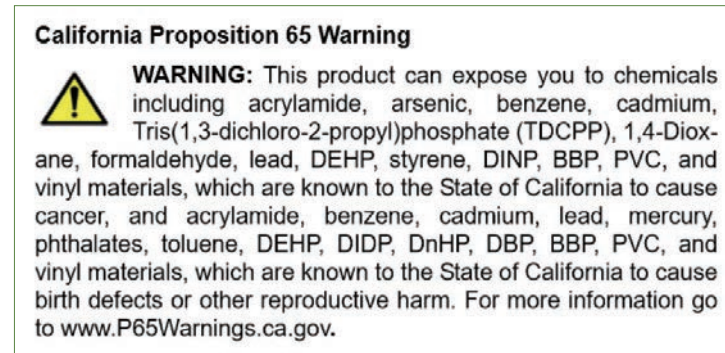 California Proposition 65 Warning
WARNING: This product can expose you to chemicals
including acrylamide, arsenic, benzene, cadmium,
Tris(1,3-dichloro-2-propyl)phosphate (TDCPP), 1,4-Diox-
ane, formaldehyde, lead, DEHP, styrene, DINP, BBP, PVC, and
vinyl materials, which are known to the State of California to cause
cancer, and acrylamide, benzene, cadmium, lead, mercury,
phthalates, toluene, DEHP, DIDP, DnHP, DBP, BBP, PVC, and
vinyl materials, which are known to the State of California to cause
birth defects or other reproductive harm. For more information go
to www.P65Warnings.ca.gov.